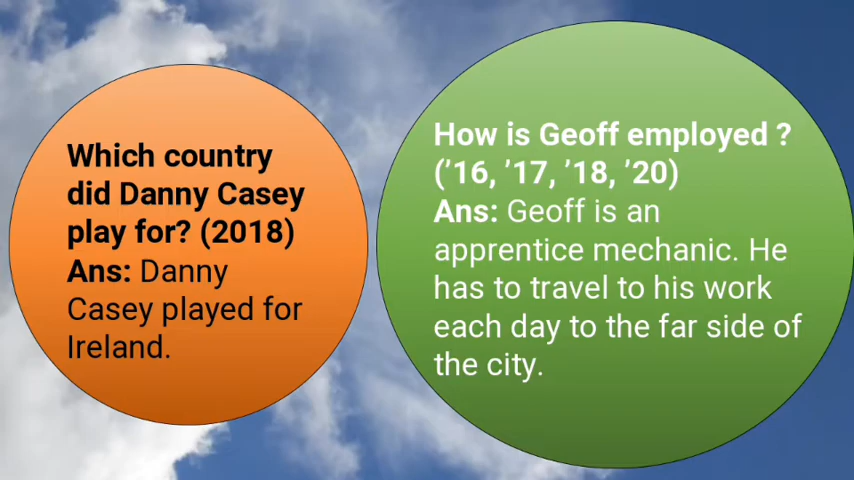 Which country
did Danny Casey
play for? (2018)
Ans: Danny
Casey played for
Ireland.
How is Geoff employed ?
(’16, ’17, ’18, ’20)
Ans: Geoff is an
apprentice mechanic. He
has to travel to his work
each day to the far side of
the city.